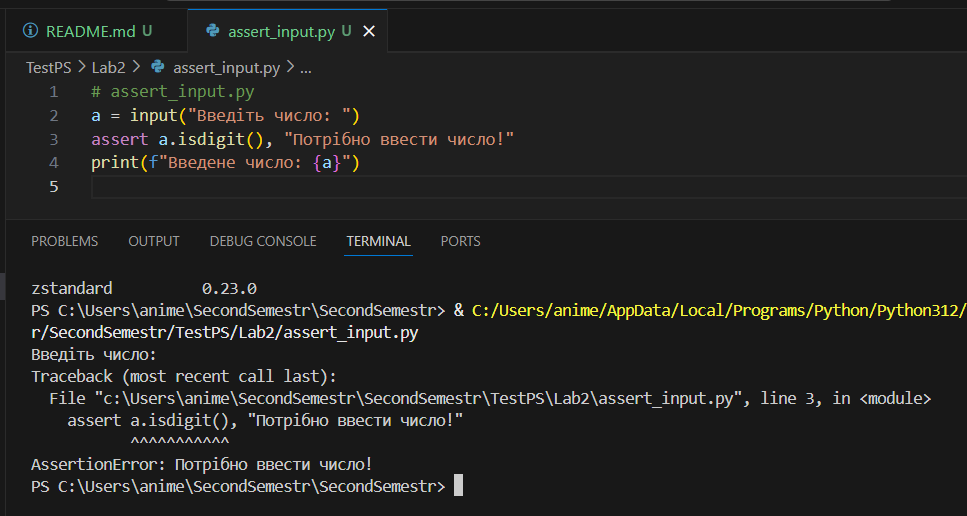 README.md U
assert_input.py U
TestPS > Lab2 > assert_input.py > ...
1 # assert_input.py
2 a = input("Введіть число: ")
3 assert a.isdigit(), "Потрібно ввести число!"
4 print(f"Введене число: {a}")
5
PROBLEMS OUTPUT DEBUG CONSOLE TERMINAL PORTS
zstandard 0.23.0
PS C:\Users\anime\SecondSemestr\SecondSemestr> & C:/Users/anime/AppData/Local/Programs/Python/Python312/
r/SecondSemestr/TestPS/Lab2/assert_input.py
Введіть число:
Traceback (most recent call last):
File "c:\Users\anime\SecondSemestr\SecondSemestr\TestPS\Lab2\assert_input.py", line 3, in <module>
assert a.isdigit(), "Потрібно ввести число!"
^^^^^^^^^^^
AssertionError: Потрібно ввести число!
PS C:\Users\anime\SecondSemestr\SecondSemestr>